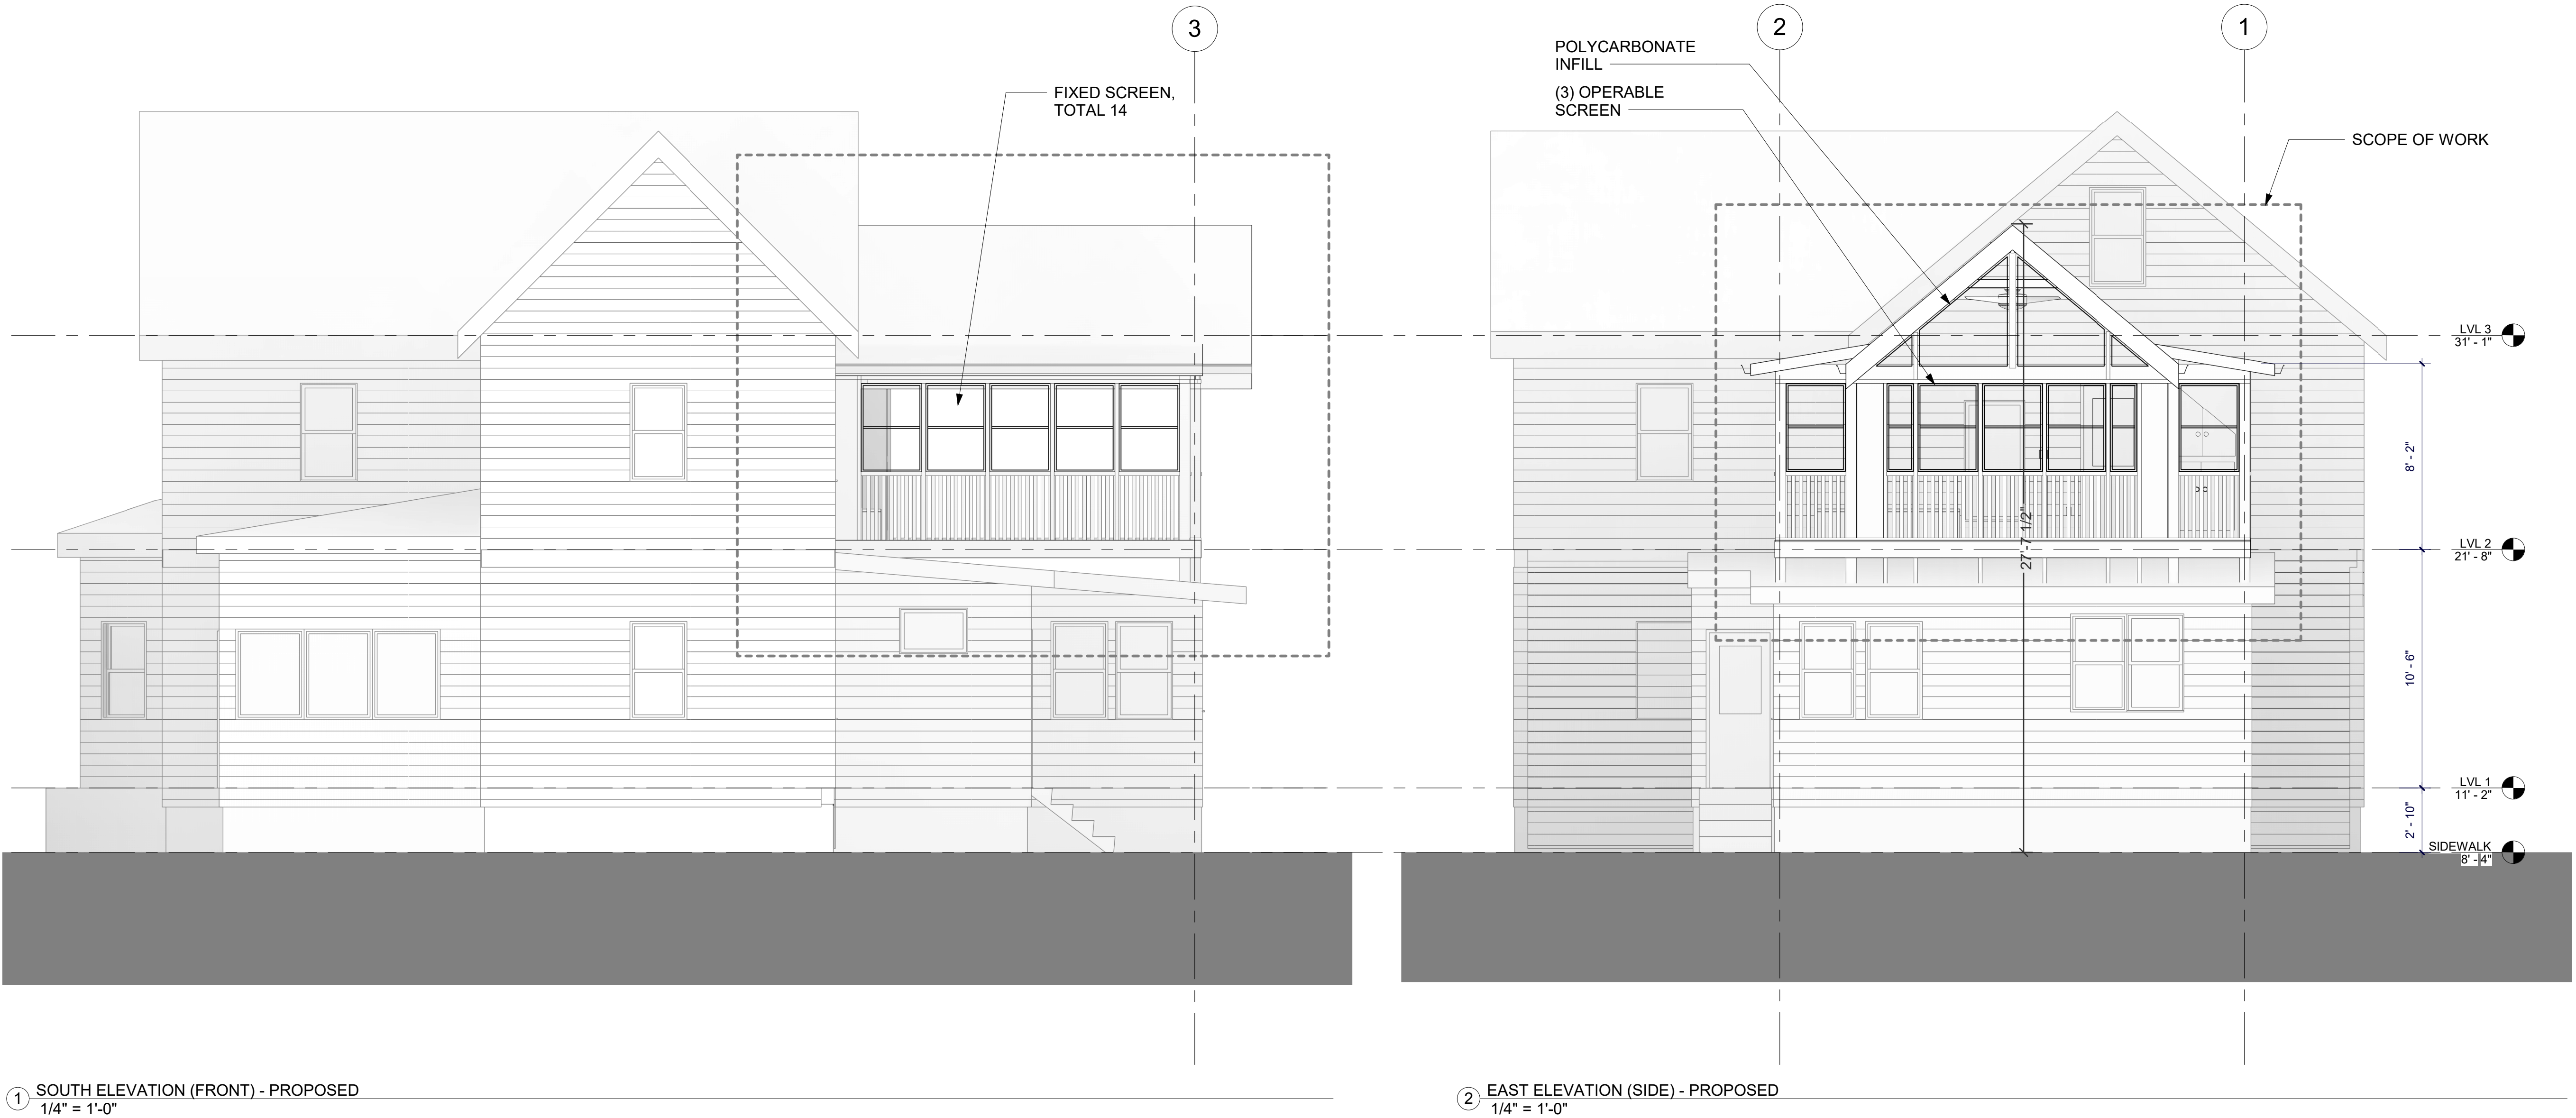 3
FIXED SCREEN,
TOTAL 14
2
1
POLYCARBONATE
INFILL
(3) OPERABLE
SCREEN
SCOPE OF WORK
LVL 3
31' - 1"
8' - 2"
27' - 7 1/2"
LVL 2
21' - 8"
10' - 6"
LVL 1
11' - 2"
2' - 10"
SIDEWALK
8' - 4"
1 SOUTH ELEVATION (FRONT) - PROPOSED
1/4" = 1'-0"
2 EAST ELEVATION (SIDE) - PROPOSED
1/4" = 1'-0"